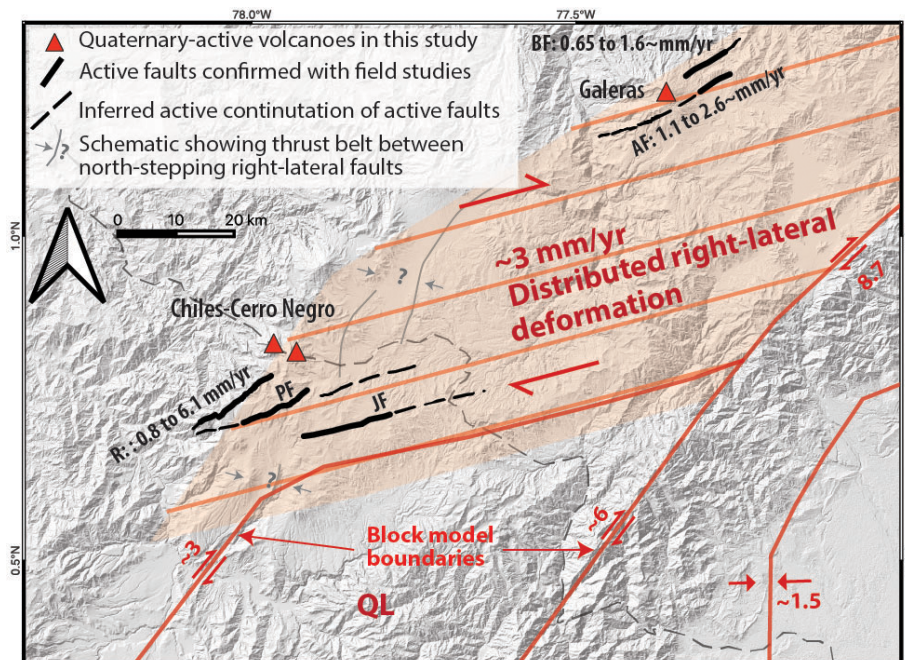 78.0°W
77.5°W
Quaternary-active volcanoes in this study
Active faults confirmed with field studies
Inferred active continutation of active faults
Schematic showing thrust belt between
north-stepping right-lateral faults
?
BF: 0.65 to 1.6~mm/yr
Galeras
AF: 1.1 to 2.6~mm/yr
0 10 20 km
1.0°N
~3 mm/yr
Distributed right-lateral
deformation
8.7
?
Chiles-Cerro Negro
R: :0.8 to 6.1 mm/yr
PF
JF
?
0.5°N
~3
Block model
boundaries
~6
QL
~1.5